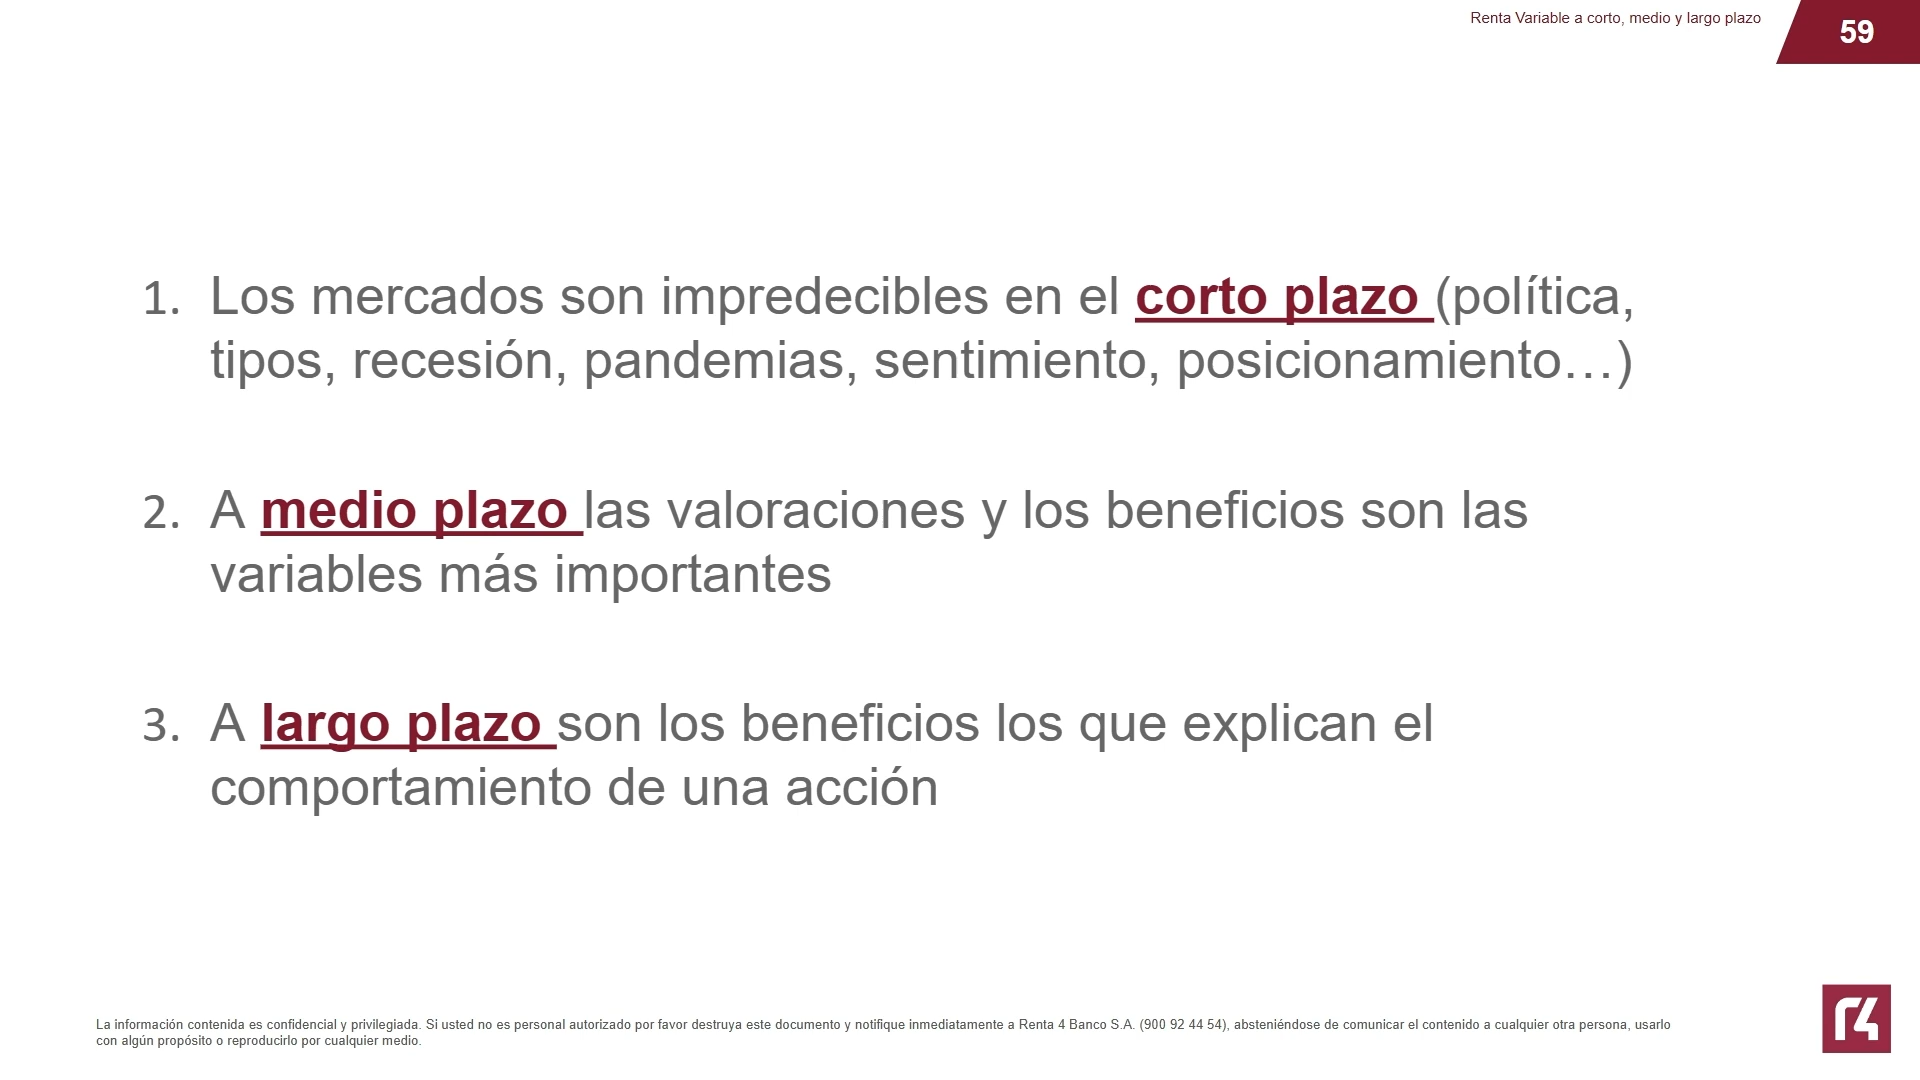 Renta Variable a corto, medio y largo plazo
59
1. Los mercados son impredecibles en el corto plazo (política,
tipos, recesión, pandemias, sentimiento, posicionamiento…)
2. A medio plazo las valoraciones y los beneficios son las
variables más importantes
3. A largo plazo son los beneficios los que explican el
comportamiento de una acción
La información contenida es confidencial y privilegiada. Si usted no es personal autorizado por favor destruya este documento y notifique inmediatamente a Renta 4 Banco S.A. (900 92 44 54), absteniéndose de comunicar el contenido a cualquier otra persona, usarlo
con algún propósito o reproducirlo por cualquier medio.
r4